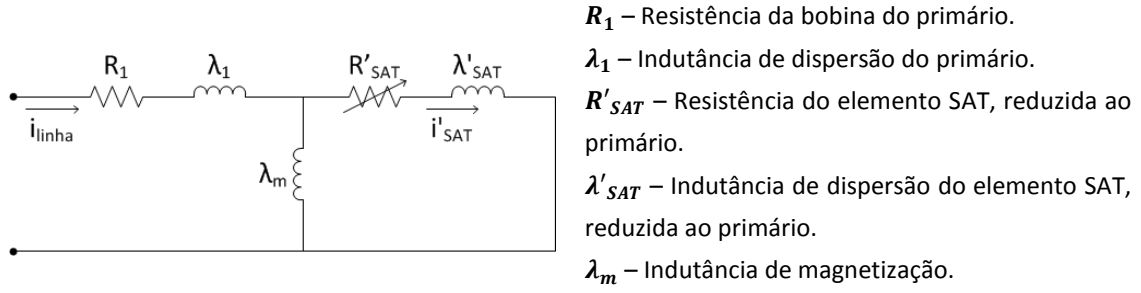 R₁
λ₁
R'SAT
λ'SAT
i_linha
i'SAT
λm
R₁ – Resistência da bobina do primário.
λ₁ – Indutância de dispersão do primário.
R'SAT – Resistência do elemento SAT, reduzida ao
primário.
λ'SAT – Indutância de dispersão do elemento SAT,
reduzida ao primário.
λm – Indutância de magnetização.